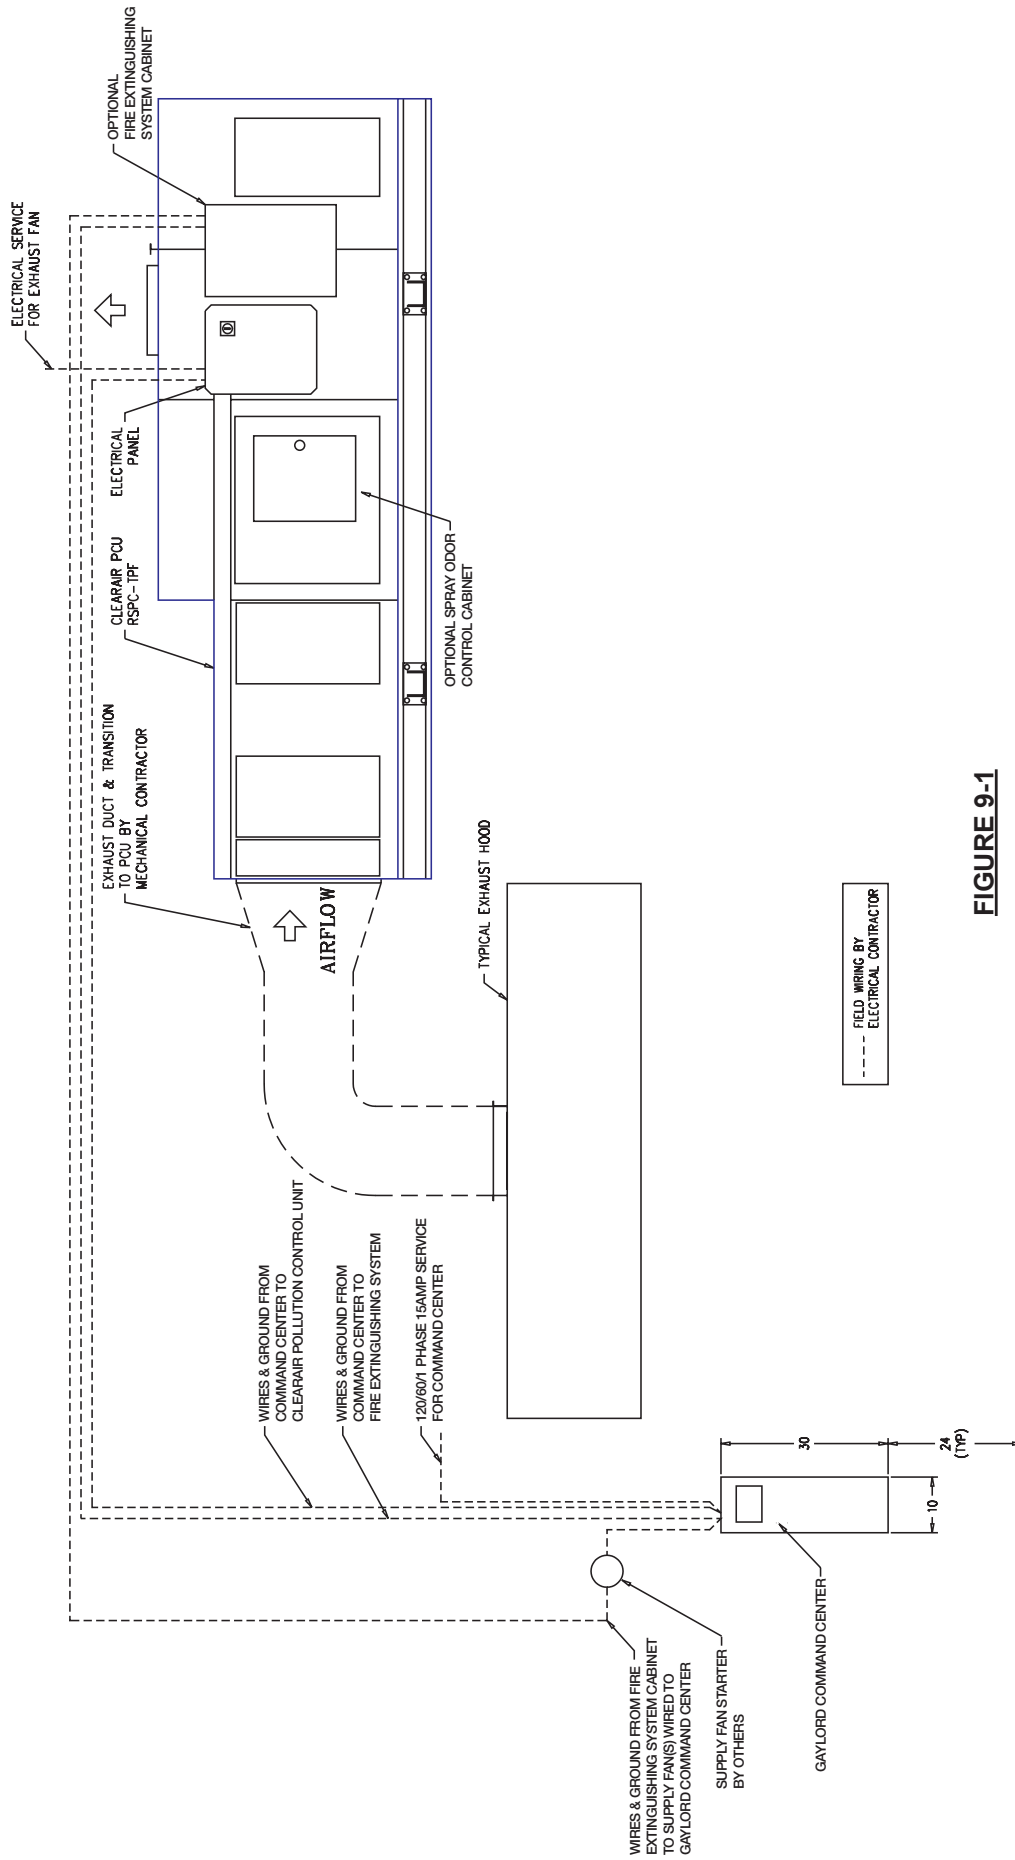 ELECTRICAL SERVICE
FOR EXHAUST FAN
OPTIONAL
FIRE EXTINGUISHING
SYSTEM CABINET
ELECTRICAL
PANEL
CLEARAIR PCU
RSPC-TPF
EXHAUST DUCT & TRANSITION
TO PCU BY
MECHANICAL CONTRACTOR
AIRFLOW
OPTIONAL SPRAY ODOR
CONTROL CABINET
TYPICAL EXHAUST HOOD
WIRES & GROUND FROM
COMMAND CENTER TO
CLEARAIR POLLUTION CONTROL UNIT
WIRES & GROUND FROM
COMMAND CENTER TO
FIRE EXTINGUISHING SYSTEM
120/60/1 PHASE 15AMP SERVICE
FOR COMMAND CENTER
WIRES & GROUND FROM FIRE
EXTINGUISHING SYSTEM CABINET
TO SUPPLY FAN(S) WIRED TO
GAYLORD COMMAND CENTER
SUPPLY FAN STARTER
BY OTHERS
GAYLORD COMMAND CENTER
30
24
(TYP)
10
FIELD WIRING BY
ELECTRICAL CONTRACTOR
FIGURE 9-1